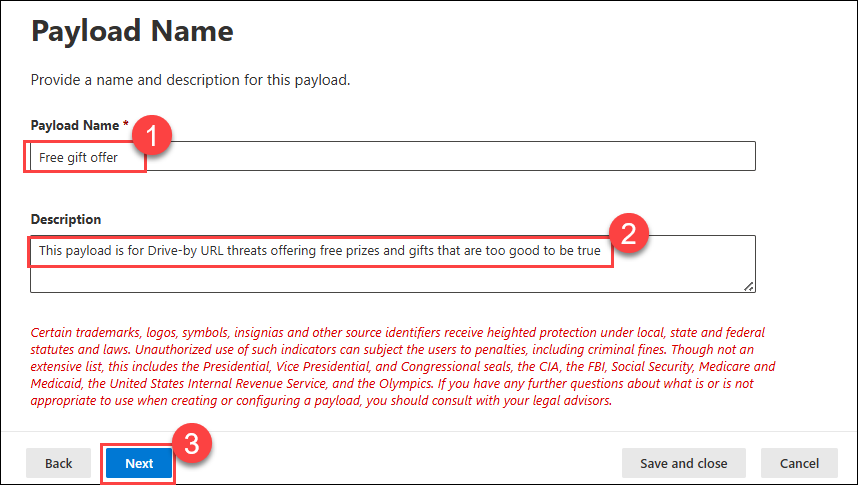 Payload Name
Provide a name and description for this payload.
Payload Name *
1
Free gift offer
Description
2
This payload is for Drive-by URL threats offering free prizes and gifts that are too good to be true
Certain trademarks, logos, symbols, insignias and other source identifiers receive heighted protection under local, state and federal
statutes and laws. Unauthorized use of such indicators can subject the users to penalties, including criminal fines. Though not an
extensive list, this includes the Presidential, Vice Presidential, and Congressional seals, the CIA, the FBI, Social Security, Medicare and
Medicaid, the United States Internal Revenue Service, and the Olympics. If you have any further questions about what is or is not
appropriate to use when creating or configuring a payload, you should consult with your legal advisors.
3
Back Next Save and close Cancel